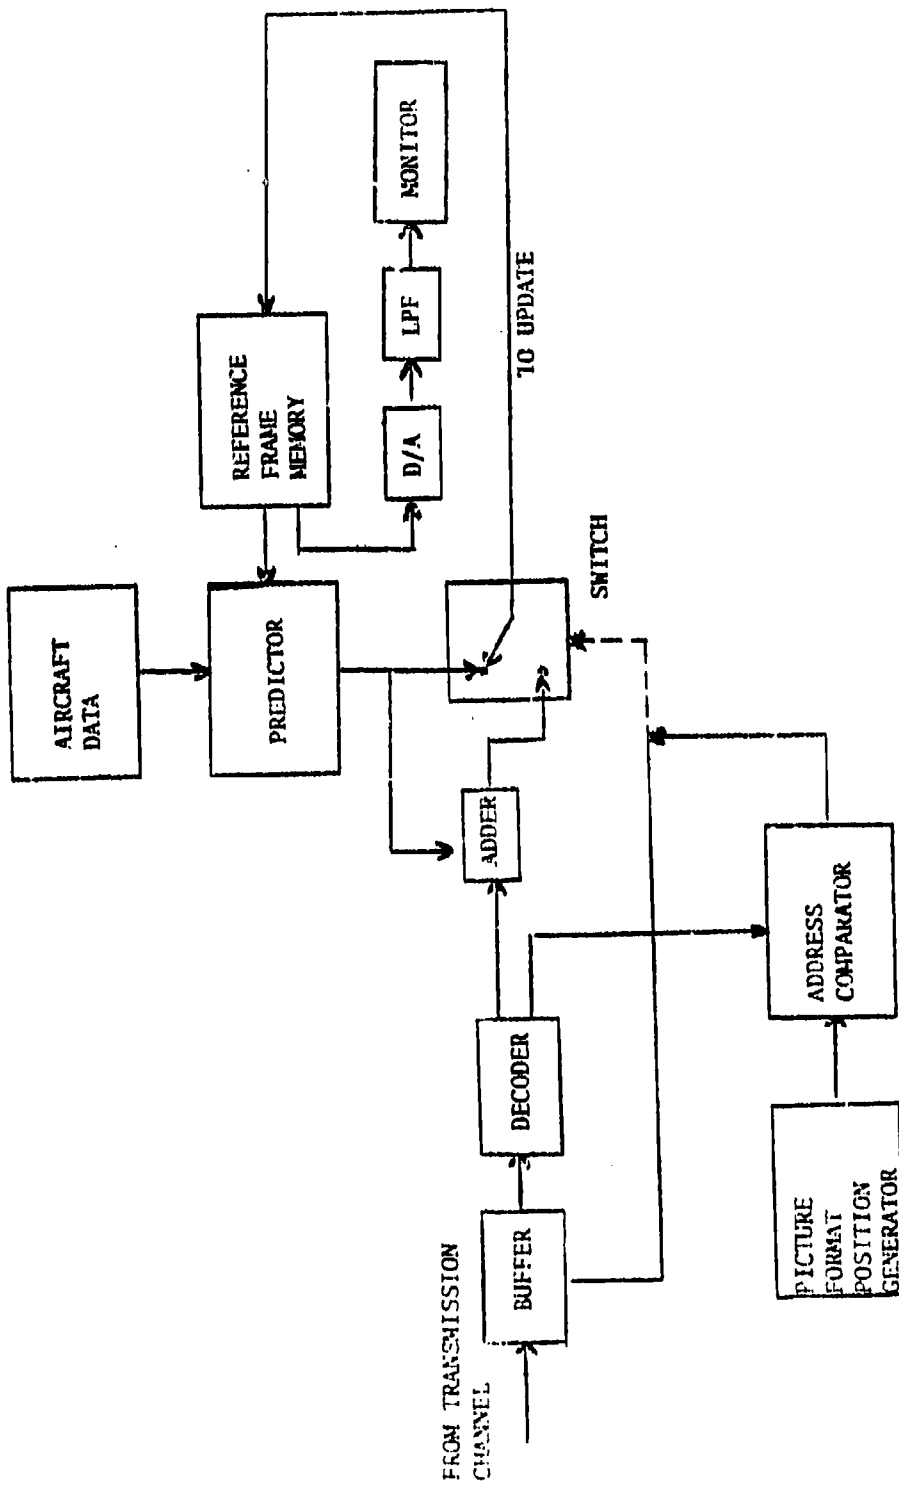 AIRCRAFT
DATA
PREDICTOR
REFERENCE
FRAME
MEMORY
D/A
LPF
MONITOR
TO UPDATE
SWITCH
ADDER
FROM TRANSMISSION
CHANNEL
BUFFER
DECODER
ADDRESS
COMPARATOR
PICTURE
FORMAT
POSITION
GENERATOR